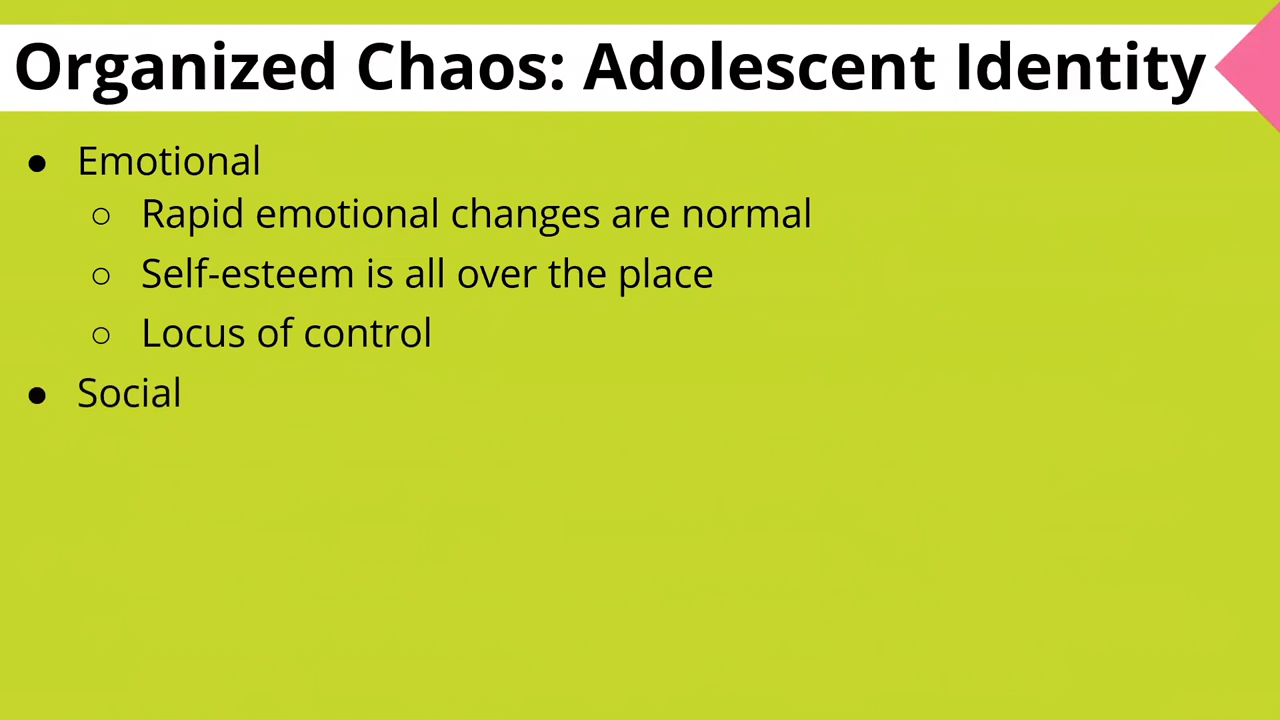 Organized Chaos: Adolescent Identity
● Emotional
○ Rapid emotional changes are normal
○ Self-esteem is all over the place
○ Locus of control
● Social